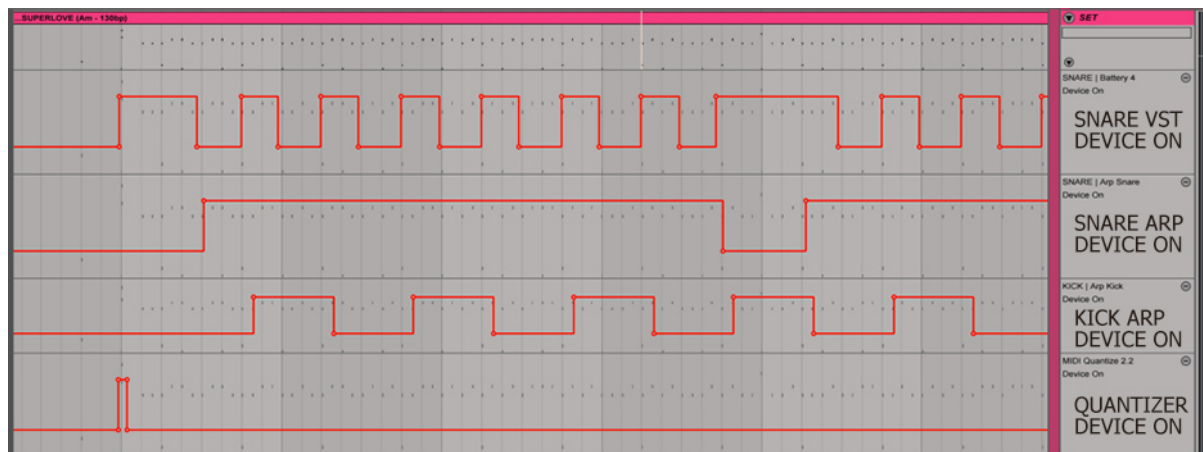 ...SUPERLOVE (Am - 130bp)
SET
SNARE | Battery 4
Device On
SNARE VST
DEVICE ON
SNARE | Arp Snare
Device On
SNARE ARP
DEVICE ON
KICK | Arp Kick
Device On
KICK ARP
DEVICE ON
MIDI Quantize 2.2
Device On
QUANTIZER
DEVICE ON